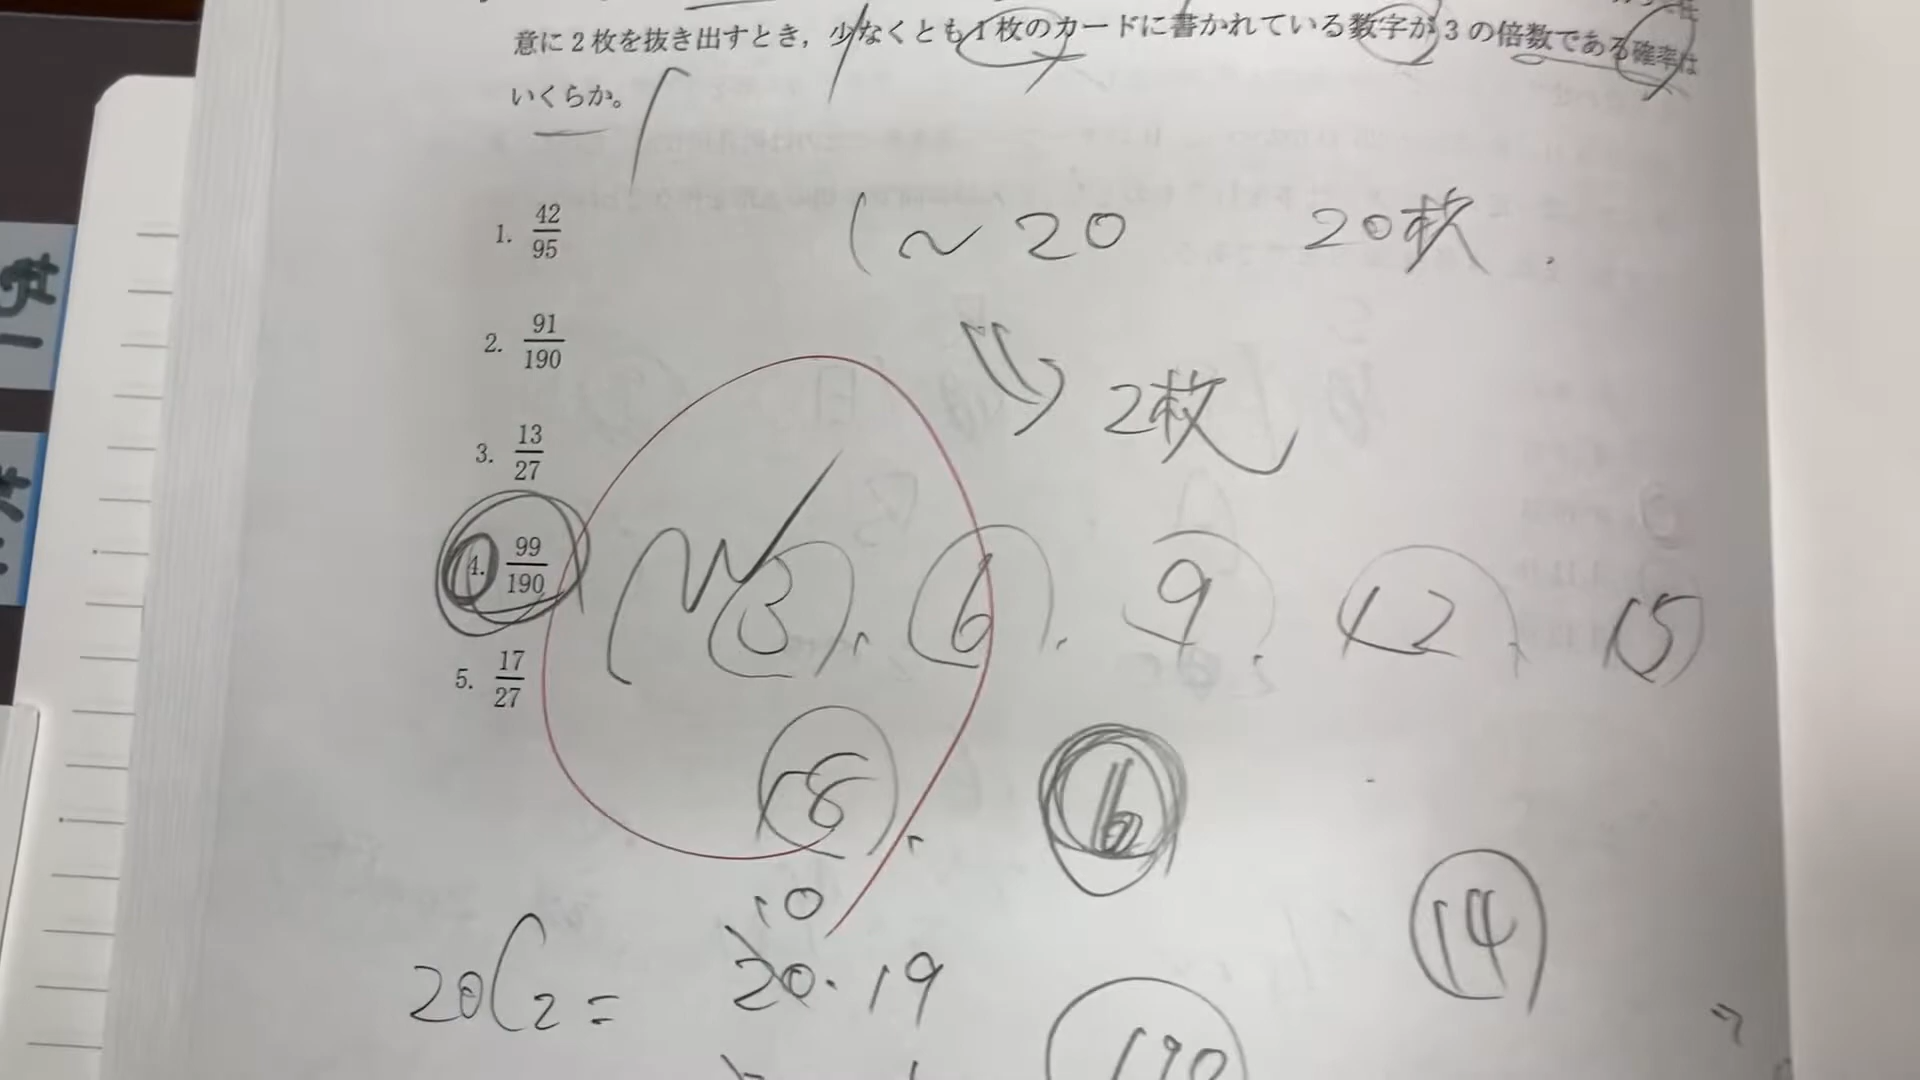 意に2枚を抜き出すとき，少なくとも1枚のカードに書かれている数字が3の倍数である確率は
いくらか。
1. 42/95
2. 91/190
3. 13/27
4. 99/190
5. 17/27
1~20 20枚.
2枚
3, 6, 9, 12, 15
18,
6
14
10
20C2= 20・19
190